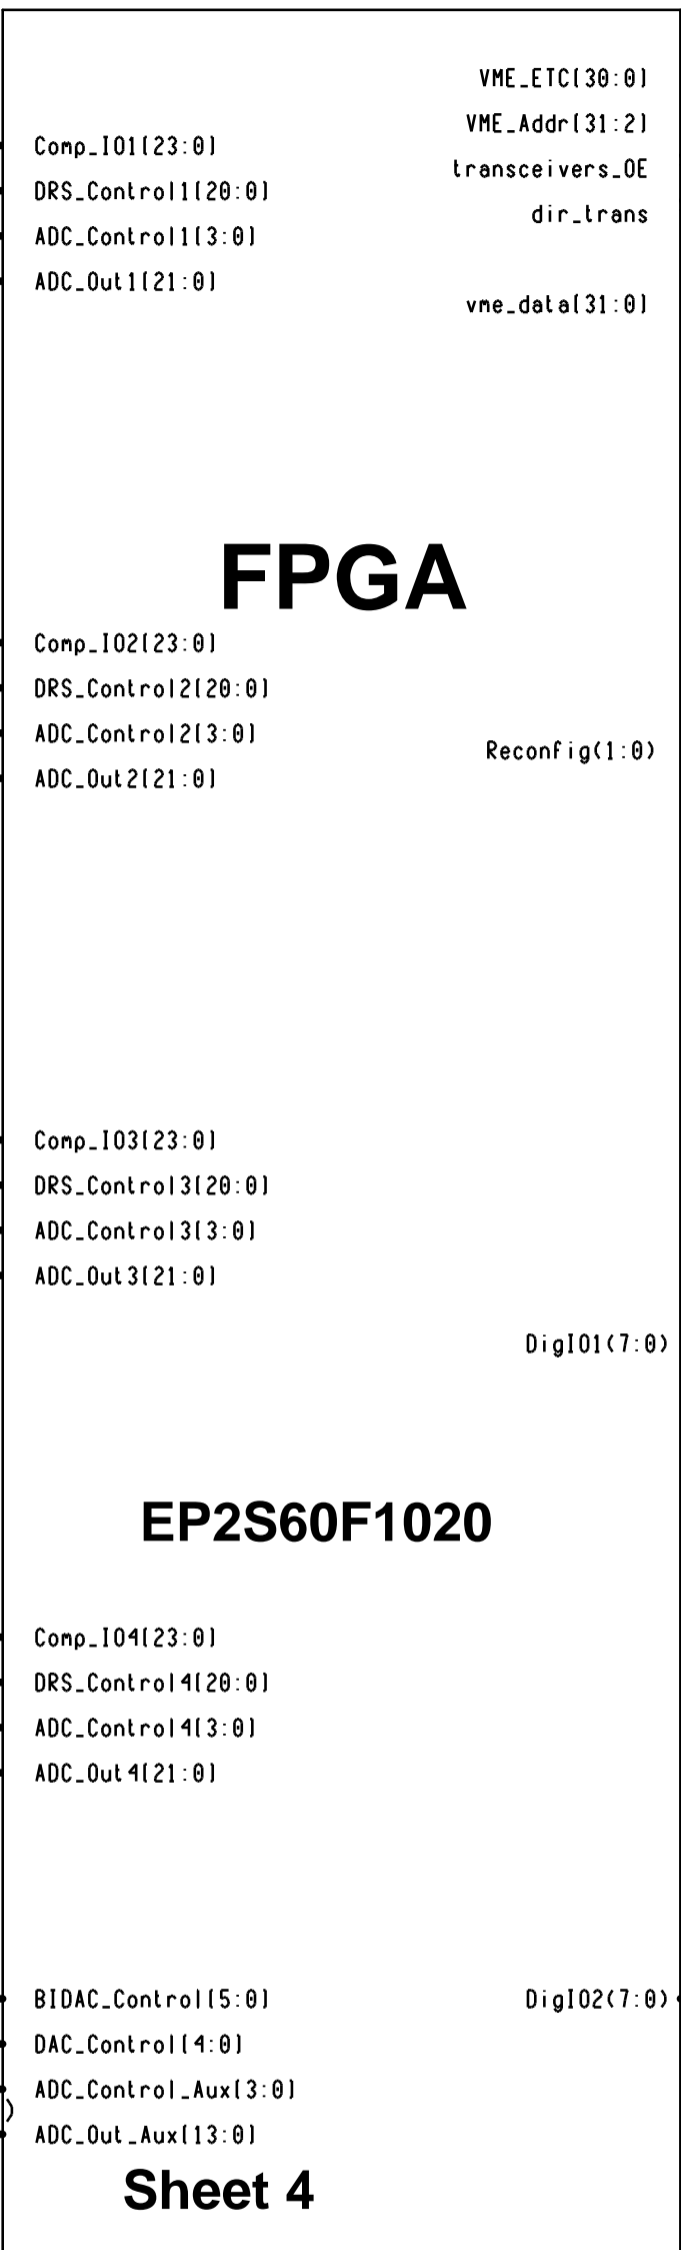 VME_ETC(30:0)
VME_Addr(31:2)
Comp_IO1(23:0)
transceivers_OE
DRS_Control1(20:0)
dir_trans
ADC_Control1(3:0)
ADC_Out1(21:0)
vme_data(31:0)
FPGA
Comp_IO2(23:0)
DRS_Control2(20:0)
ADC_Control2(3:0)
Reconfig(1:0)
ADC_Out2(21:0)
Comp_IO3(23:0)
DRS_Control3(20:0)
ADC_Control3(3:0)
ADC_Out3(21:0)
DigIO1(7:0)
EP2S60F1020
Comp_IO4(23:0)
DRS_Control4(20:0)
ADC_Control4(3:0)
ADC_Out4(21:0)
BIDAC_Control(5:0)
DigIO2(7:0)
DAC_Control(4:0)
ADC_Control_Aux(3:0)
)
ADC_Out_Aux(13:0)
Sheet 4